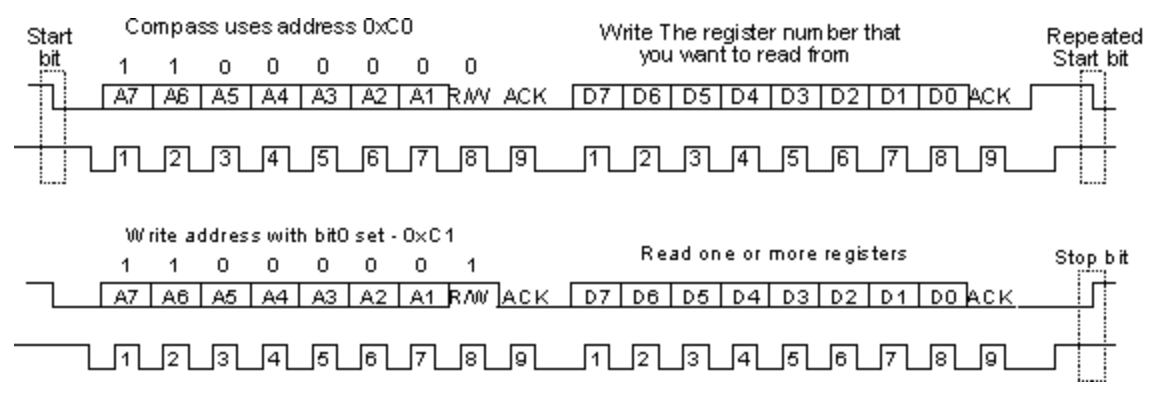 Start bit
Compass uses address 0xC0
Write The register number that
you want to read from
Repeated
Start bit
1 1 0 0 0 0 0 0
A7 A6 A5 A4 A3 A2 A1 R/W ACK D7 D6 D5 D4 D3 D2 D1 D0 ACK
1 2 3 4 5 6 7 8 9 1 2 3 4 5 6 7 8 9
Write address with bit0 set - 0xC1
Read one or more registers
Stop bit
1 1 0 0 0 0 0 1
A7 A6 A5 A4 A3 A2 A1 R/W ACK D7 D6 D5 D4 D3 D2 D1 D0 ACK
1 2 3 4 5 6 7 8 9 1 2 3 4 5 6 7 8 9